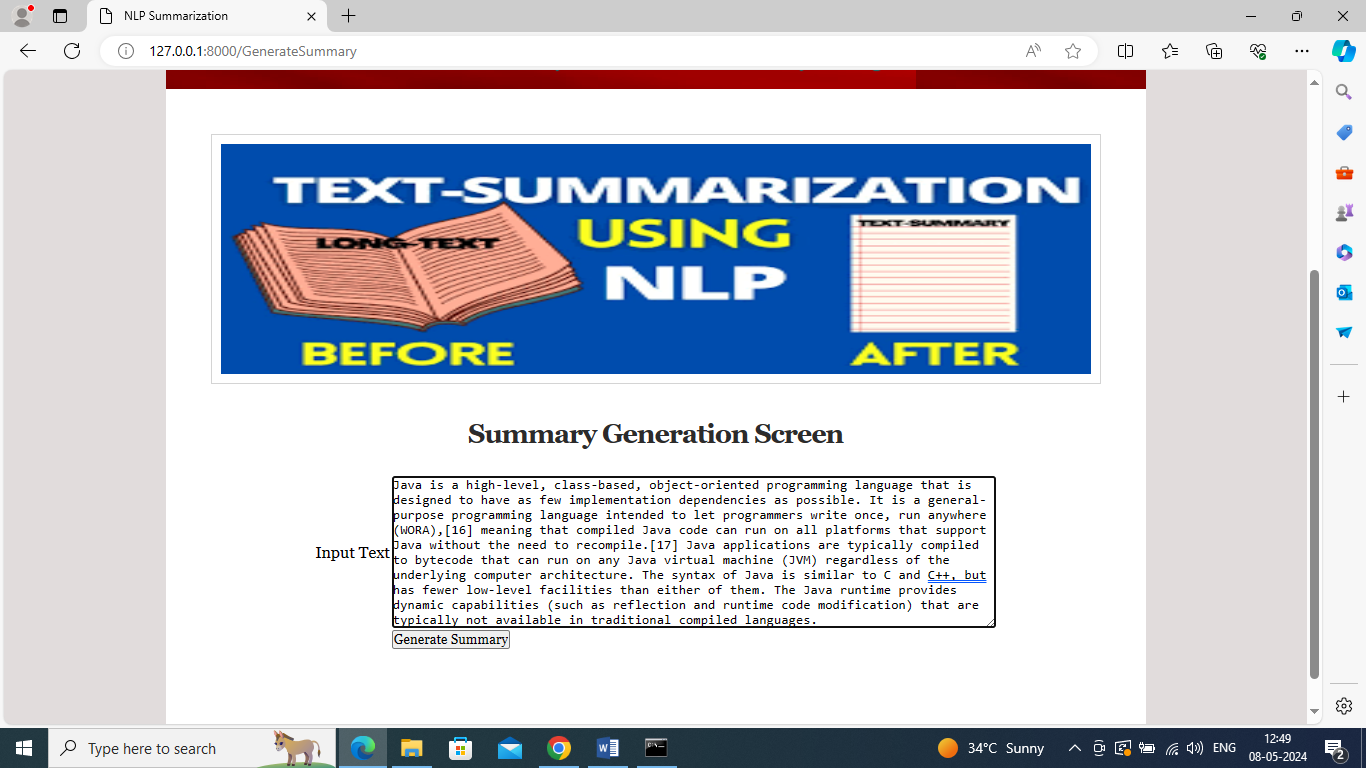 NLP Summarization
127.0.0.1:8000/GenerateSummary
TEXT-SUMMARIZATION
LONG-TEXT
USING
NLP
TEXT-SUMMARY
BEFORE
AFTER
Summary Generation Screen
Input Text
Java is a high-level, class-based, object-oriented programming language that is
designed to have as few implementation dependencies as possible. It is a general-
purpose programming language intended to let programmers write once, run anywhere
(WORA),[16] meaning that compiled Java code can run on all platforms that support
Java without the need to recompile.[17] Java applications are typically compiled
to bytecode that can run on any Java virtual machine (JVM) regardless of the
underlying computer architecture. The syntax of Java is similar to C and C++, but
has fewer low-level facilities than either of them. The Java runtime provides
dynamic capabilities (such as reflection and runtime code modification) that are
typically not available in traditional compiled languages.
Generate Summary
Type here to search
34°C Sunny
ENG
12:49
08-05-2024
2